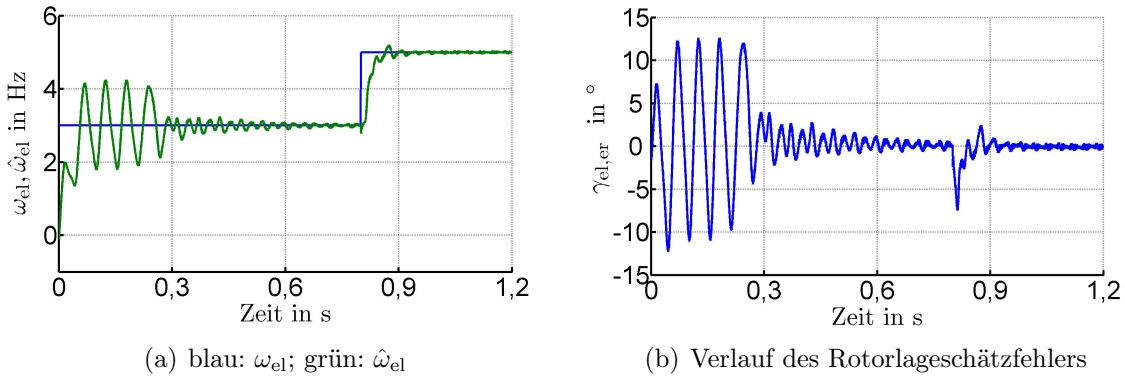 6
4
2
0
ω_el, ω̂_el in Hz
0 0,3 0,6 0,9 1,2
Zeit in s
(a) blau: ω_el; grün: ω̂_el
15
10
5
0
-5
-10
-15
γ_el,er in °
0 0,3 0,6 0,9 1,2
Zeit in s
(b) Verlauf des Rotorlageschätzfehlers